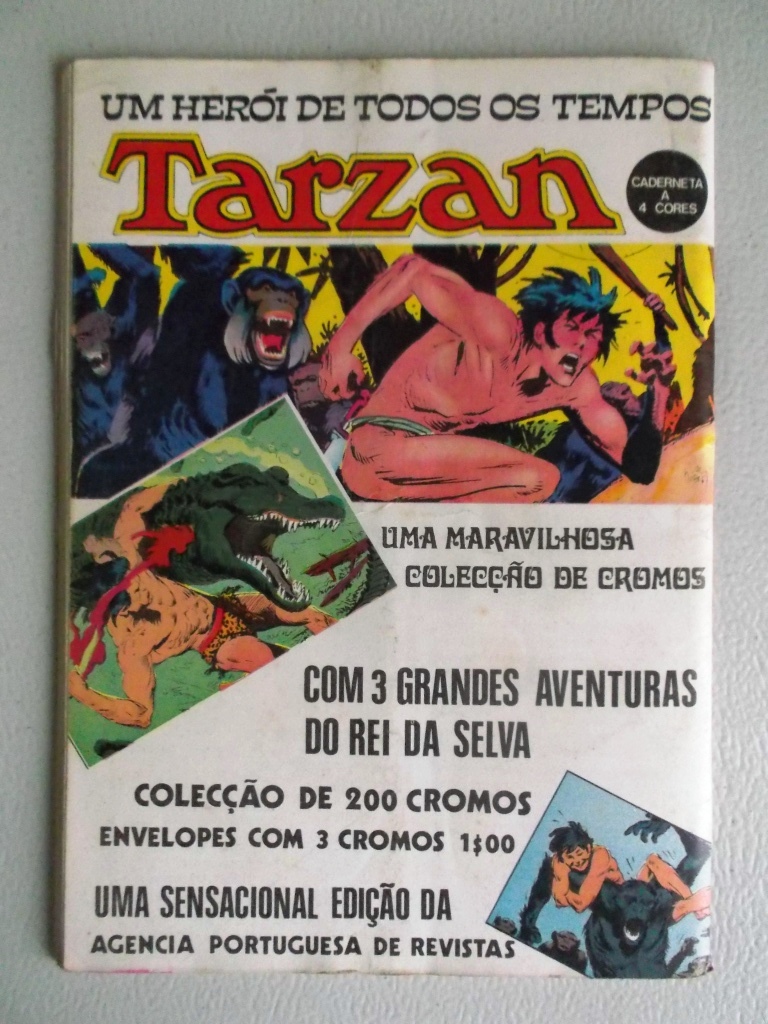 UM HERÓI DE TODOS OS TEMPOS
Tarzan
CADERNETA
A
4 CORES
UMA MARAVILHOSA
COLECÇÃO DE CROMOS
COM 3 GRANDES AVENTURAS
DO REI DA SELVA
COLECÇÃO DE 200 CROMOS
ENVELOPES COM 3 CROMOS 1$00
UMA SENSACIONAL EDIÇÃO DA
AGENCIA PORTUGUESA DE REVISTAS